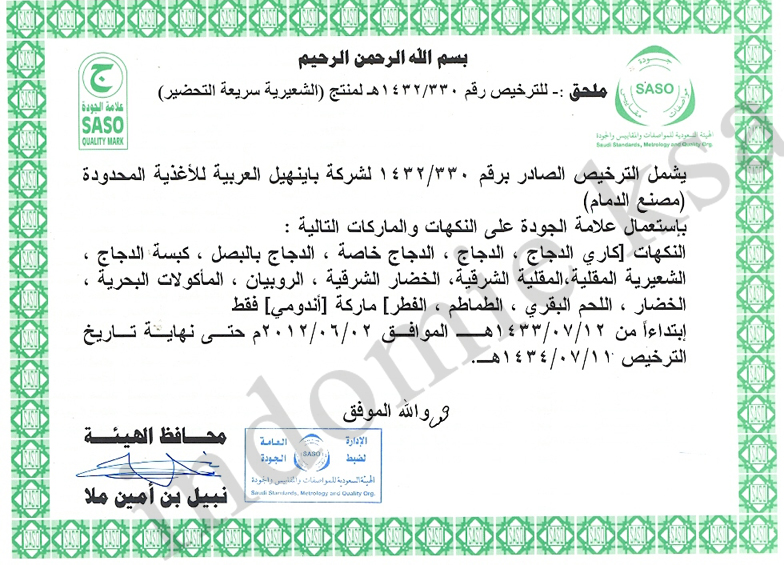 بسم الله الرحمن الرحيم
ملحق :- للترخيص رقم ١٤٣٢/٣٣٠هـ لمنتج (الشعيرية سريعة التحضير)
علامة الجودة
SASO
QUALITY MARK
جودة
SASO
مواصفات
مقاييس
الهيئة السعودية للمواصفات والمقاييس والجودة
Saudi Standards, Metrology and Quality Org.
يشمل الترخيص الصادر برقم ١٤٣٢/٣٣٠ لشركة باينهيل العربية للأغذية المحدودة
(مصنع الدمام)
بإستعمال علامة الجودة على النكهات والماركات التالية :
النكهات [كاري الدجاج ، الدجاج ، الدجاج خاصة ، الدجاج بالبصل ، كبسة الدجاج ،
الشعيرية المقلية،المقلية الشرقية، الخضار الشرقية ، الروبيان ، المأكولات البحرية ،
الخضار ، اللحم البقري ، الطماطم ، الفطر] ماركة [أندومي] فقط
إبتداءاً من ١٤٣٣/٠٧/١٢هـ الموافق ٢٠١٢/٠٦/٠٢م حتى نهاية تاريخ
الترخيص ١٤٣٤/٠٧/١١هـ.
والله الموفق
محافظ الهيئة
نبيل بن أمين ملا
الإدارة العامة
لضبط الجودة
SASO
الهيئة السعودية للمواصفات والمقاييس والجودة
Saudi Standards, Metrology and Quality Org.
Indomie ksa